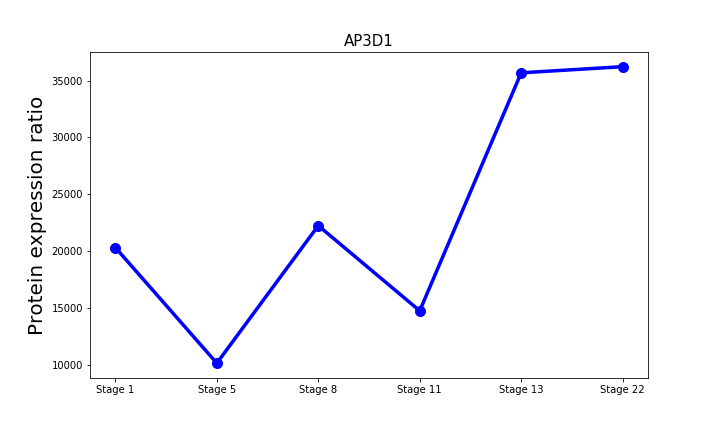 AP3D1
Protein expression ratio
35000
30000
25000
20000
15000
10000
Stage 1 Stage 5 Stage 8 Stage 11 Stage 13 Stage 22